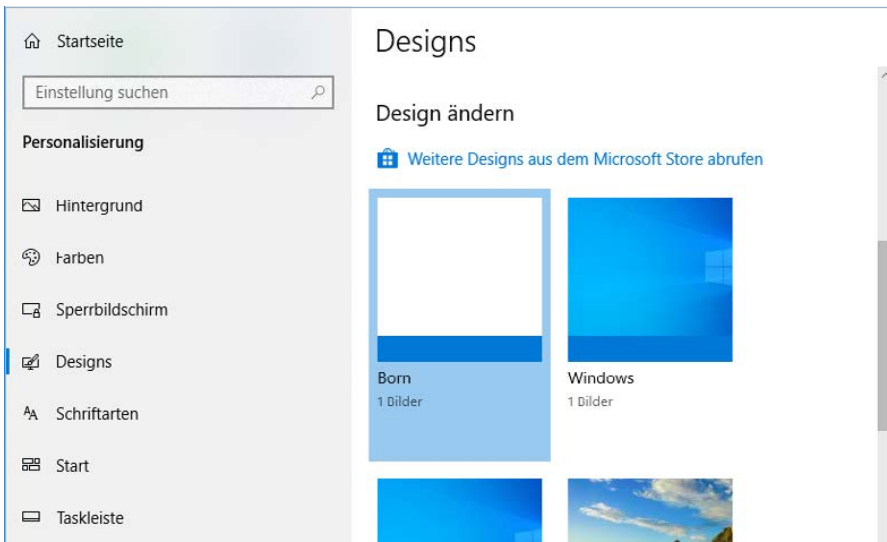 Startseite
Einstellung suchen
Personalisierung
Hintergrund
Farben
Sperrbildschirm
Designs
Schriftarten
Start
Taskleiste
Designs
Design ändern
Weitere Designs aus dem Microsoft Store abrufen
Born
1 Bilder
Windows
1 Bilder